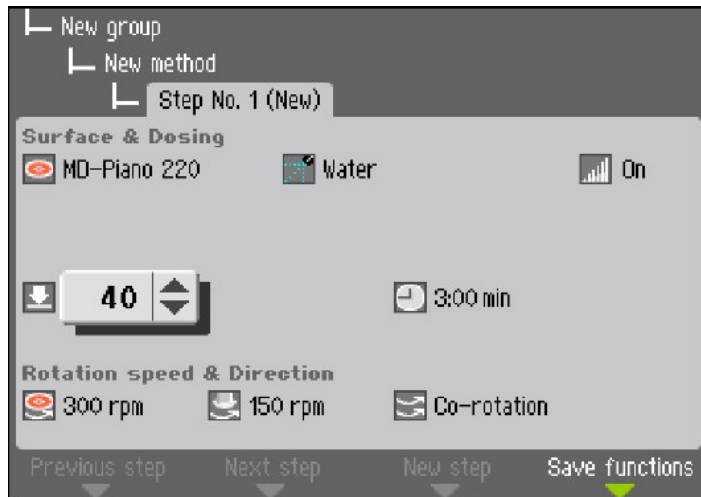 New group
New method
Step No. 1 (New)
Surface & Dosing
MD-Piano 220 Water On
40 3:00 min
Rotation speed & Direction
300 rpm 150 rpm Co-rotation
Previous step Next step New step Save functions